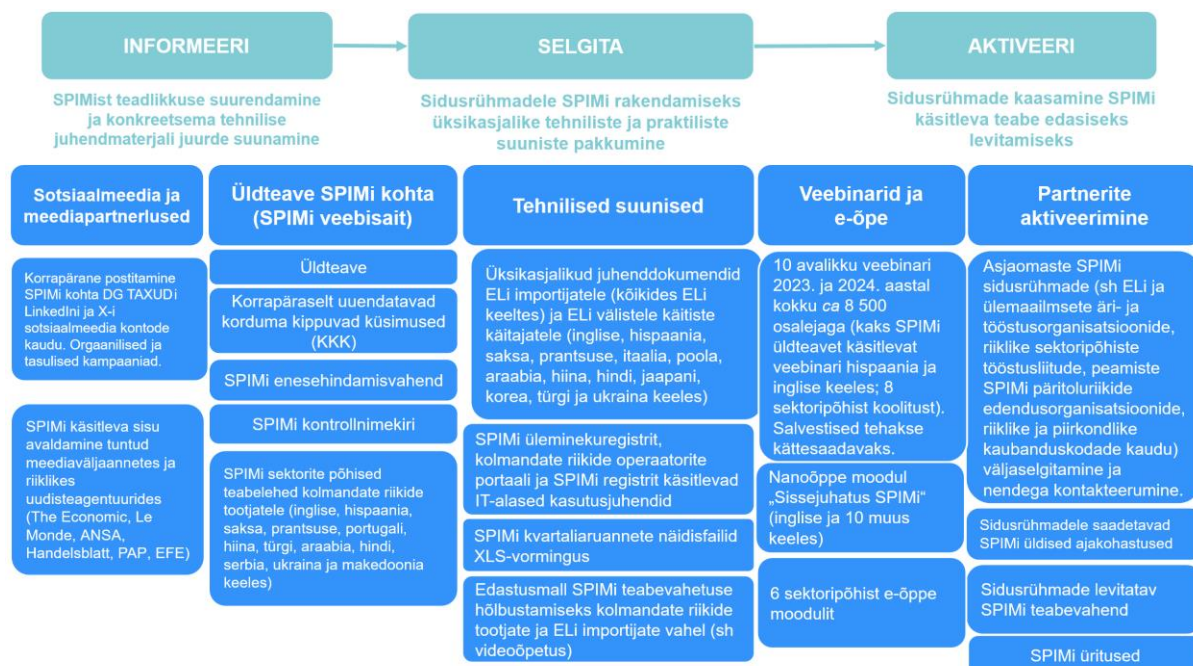 INFORMEERI
SELGITA
AKTIVEERI
SPIMist teadlikkuse suurendamine
ja konkreetsema tehnilise
juhendmaterjali juurde suunamine
Sidusrühmadele SPIMi rakendamiseks
üksikasjalike tehniliste ja praktiliste
suuniste pakkumine
Sidusrühmade kaasamine SPIMi
käsitleva teabe edasiseks
levitamiseks
Sotsiaalmeedia ja
meediapartnerlused
Korrapärane postitamine
SPIMi kohta DG TAXUDi
LinkedIni ja X-i
sotsiaalmeedia kontode
kaudu. Orgaanilised ja
tasulised kampaaniad.
SPIMi käsitleva sisu
avaldamine tuntud
meediaväljaannetes ja
riiklikes
uudisteagentuurides
(The Economic, Le
Monde, ANSA,
Handelsblatt, PAP, EFE)
Üldteave SPIMi kohta
(SPIMi veebisait)
Üldteave
Korrapäraselt uuendatavad
korduma kippuvad küsimused
(KKK)
SPIMi enesehindamisvahend
SPIMi kontrollnimekiri
SPIMi sektorite põhised
teabelehed kolmandate riikide
tootjatele (inglise, hispaania,
saksa, prantsuse, portugali,
hiina, türgi, araabia, hindi,
serbia, ukraina ja makedoonia
keeles)
Tehnilised suunised
Üksikasjalikud juhenddokumendid
ELi importijatele (kõikides ELi
keeltes) ja ELi välistele käitiste
käitajatele (inglise, hispaania,
saksa, prantsuse, itaalia, poola,
araabia, hiina, hindi, jaapani,
korea, türgi ja ukraina keeles)
SPIMi üleminekuregistrit,
kolmandate riikide operaatorite
portaali ja SPIMi registrit käsitlevad
IT-alased kasutusjuhendid
SPIMi kvartaliaruannete näidisfailid
XLS-vormingus
Edastusmall SPIMi teabevahetuse
hõlbustamiseks kolmandate riikide
tootjate ja ELi importijate vahel (sh
videoõpetus)
Veebinarid ja
e-õpe
10 avalikku veebinari
2023. ja 2024. aastal
kokku ca 8 500
osalejaga (kaks SPIMi
üldteavet käsitlevat
veebinari hispaania ja
inglise keeles; 8
sektoripõhist koolitust).
Salvestised tehakse
kättesaadavaks.
Nanoõppe moodul
„Sissejuhatus SPIMi“
(inglise ja 10 muus
keeles)
6 sektoripõhist e-õppe
moodulit
Partnerite
aktiveerimine
Asjaomaste SPIMi
sidusrühmade (sh ELi ja
ülemaailmsete äri- ja
tööstusorganisatsioonide,
riiklike sektoripõhiste
tööstusliitude, peamiste
SPIMi päritoluriikide
edendusorganisatsioonide,
riiklike ja piirkondlike
kaubanduskodade kaudu)
väljaselgitamine ja
nendega kontakteerumine.
Sidusrühmadele saadetavad
SPIMi üldised ajakohastused
Sidusrühmade levitatav
SPIMi teabevahend
SPIMi üritused